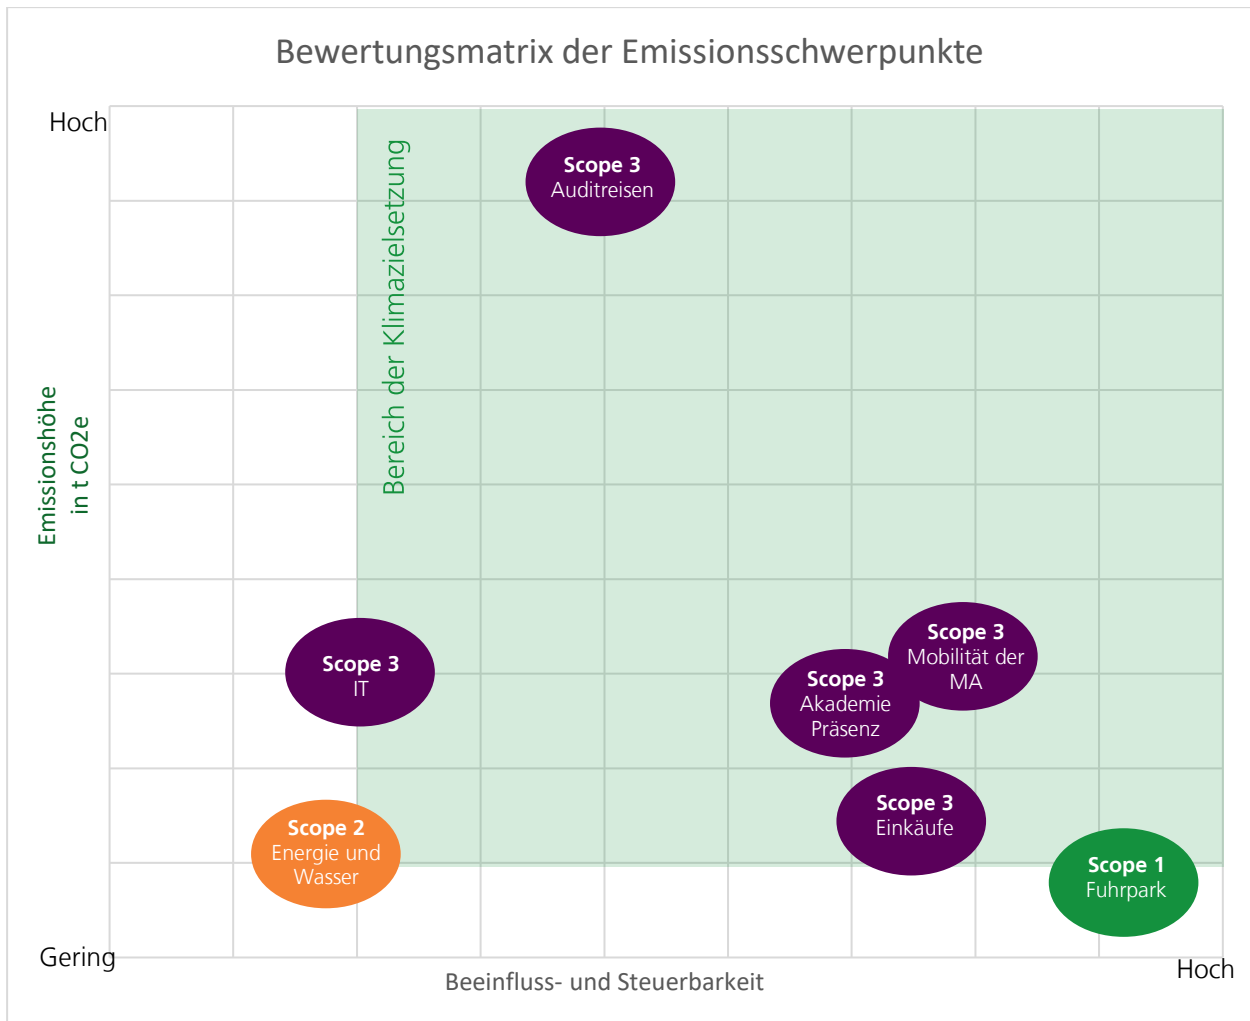 Bewertungsmatrix der Emissionsschwerpunkte
Hoch
Bereich der Klimazielsetzung
Scope 3
Auditreisen
Emissionshöhe
in t CO2e
Scope 3
IT
Scope 3
Mobilität der
MA
Scope 3
Akademie
Präsenz
Scope 3
Einkäufe
Scope 2
Energie und
Wasser
Scope 1
Fuhrpark
Gering
Beeinfluss- und Steuerbarkeit
Hoch